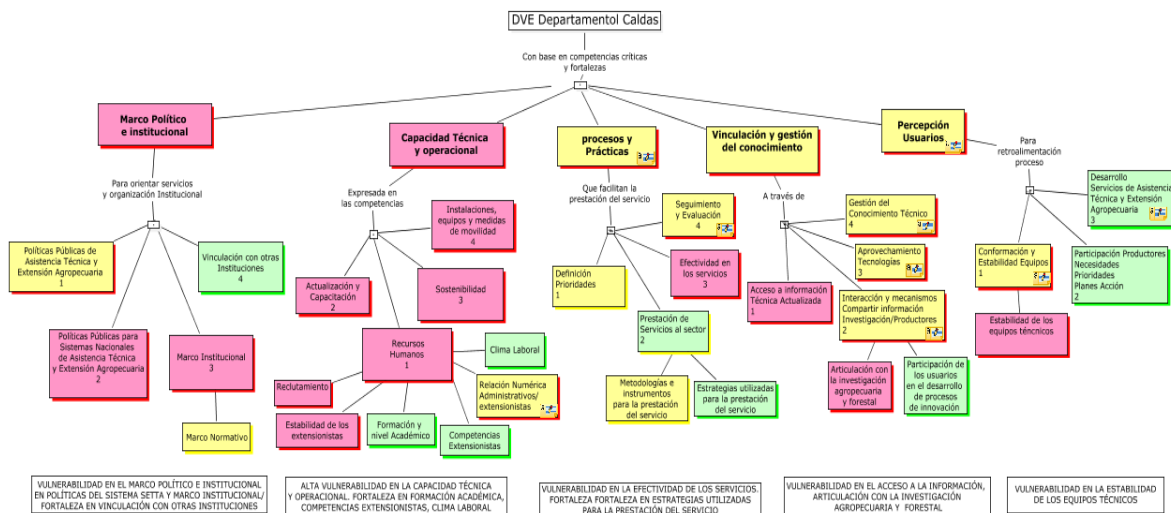 DVE Departamentol Caldas
Con base en competencias críticas
y fortalezas
Marco Político
e institucional
Para orientar servicios
y organización Institucional
Políticas Públicas de
Asistencia Técnica y
Extensión Agropecuaria
1
Vinculación con otras
Instituciones
4
Políticas Públicas para
Sistemas Nacionales
de Asistencia Técnica
y Extensión Agropecuaria
2
Marco Institucional
3
Marco Normativo
Capacidad Técnica
y operacional
Expresada en
las competencias
Instalaciones,
equipos y medidas
de movilidad
4
Actualización y
Capacitación
2
Sostenibilidad
3
Recursos
Humanos
1
Clima Laboral
Reclutamiento
Relación Numérica
Administrativos/
extensionistas
Estabilidad de los
extensionistas
Formación y
nivel Académico
Competencias
Extensionistas
procesos y
Prácticas
Que facilitan la
prestación del servicio
Seguimiento
y Evaluación
4
Definición
Prioridades
1
Efectividad en
los servicios
3
Prestación de
Servicios al sector
2
Metodologías e
instrumentos
para la prestación
del servicio
Estrategias utilizadas
para la prestación
del servicio
Vinculación y gestión
del conocimiento
A través de
Gestión del
Conocimiento Técnico
4
Aprovechamiento
Tecnologías
3
Acceso a información
Técnica Actualizada
1
Interacción y mecanismos
Compartir información
Investigación/Productores
2
Articulación con
la investigación
agropecuaria
y forestal
Participación de
los usuarios
en el desarrollo
de procesos
de innovación
Percepción
Usuarios
Para
retroalimentación
proceso
Desarrollo
Servicios de Asistencia
Técnica y Extensión
Agropecuaria
3
Conformación y
Estabilidad Equipos
1
Participación Productores
Necesidades
Prioridades
Planes Acción
2
Estabilidad de los
equipos téncnicos
VULNERABILIDAD EN EL MARCO POLÍTICO E INSTITUCIONAL
EN POLÍTICAS DEL SISTEMA SETTA Y MARCO INSTITUCIONAL/
FORTALEZA EN VINCULACIÓN CON OTRAS INSTITUCIONES
ALTA VULNERABILIDAD EN LA CAPACIDAD TÉCNICA
Y OPERACIONAL. FORTALEZA EN FORMACIÓN ACADÉMICA,
COMPETENCIAS EXTENSIONISTAS, CLIMA LABORAL
VULNERABILIDAD EN LA EFECTIVIDAD DE LOS SERVICIOS.
FORTALEZA FORTALEZA EN ESTRATEGIAS UTILIZADAS
PARA LA PRESTACIÓN DEL SERVICIO
VULNERABILIDAD EN EL ACCESO A LA INFORMACIÓN,
ARTICULACIÓN CON LA INVESTIGACIÓN
AGROPECUARIA Y FORESTAL
VULNERABILIDAD EN LA ESTABILIDAD
DE LOS EQUIPOS TÉCNICOS